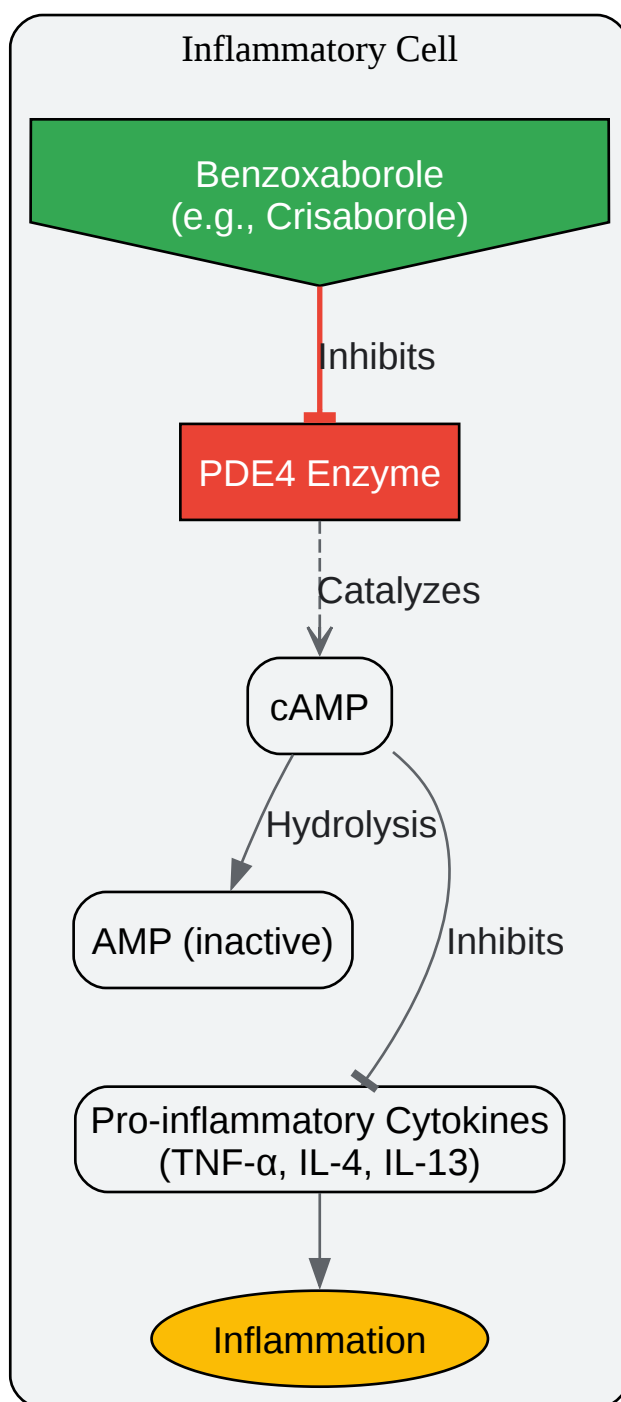 Inflammatory Cell
Benzoxaborole
(e.g., Crisaborole)
Inhibits
PDE4 Enzyme
Catalyzes
cAMP
Hydrolysis
AMP (inactive)
Inhibits
Pro-inflammatory Cytokines
(TNF-α, IL-4, IL-13)
Inflammation